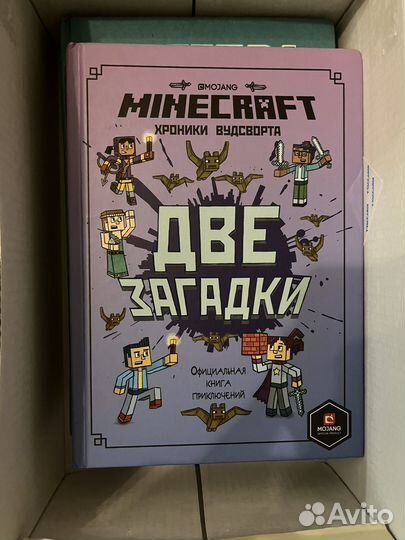 MOJANG
MINECRAFT
ХРОНИКИ ВУДСВОРТА
ДВЕ
ЗАГАДКИ
ОФИЦИАЛЬНАЯ
КНИГА
ПРИКЛЮЧЕНИЙ
MOJANG
Avito